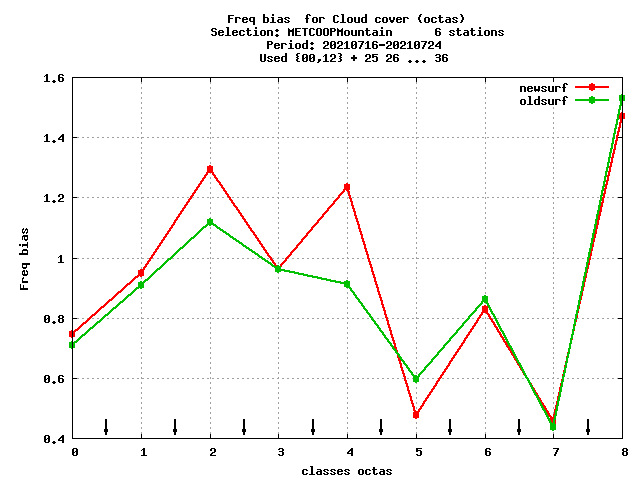 Freq bias  for Cloud cover (octas)
Selection: METCOOPMountain      6 stations
Period: 20210716-20210724
Used {00,12} + 25 26 ... 36
newsurf
oldsurf
1.6
1.4
1.2
1
0.8
0.6
0.4
Freq bias
0 1 2 3 4 5 6 7 8
classes octas